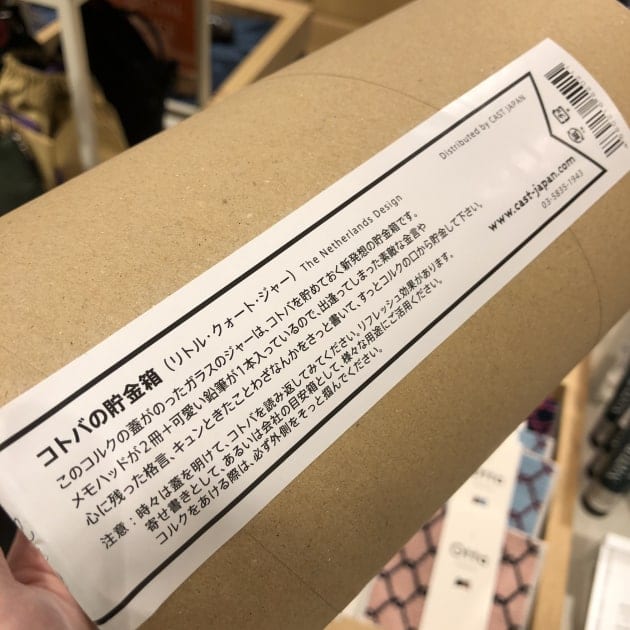 コトバの貯金箱（リトル・クォート・ジャー）The Netherlands Design
このコルクの蓋がのったガラスのジャーは、コトバを貯めておく新発想の貯金箱です。
メモハッドが2冊＋可愛い鉛筆が1本入っているので、出逢ってしまった素敵な金言や
心に残った格言・キュンときたことわざなんかをさっと書いて、すっとコルクの口から貯金して下さい。
注意：時々は蓋を明けて、コトバを読み返してみてください。リフレッシュ効果があります。
寄せ書きとして、あるいは会社の目安箱として、様々な用途にご活用ください。
コルクをあける際は、必ず外側をそっと掴んでください。
Distributed by CAST JAPAN
www.cast-japan.com
03-5835-1943